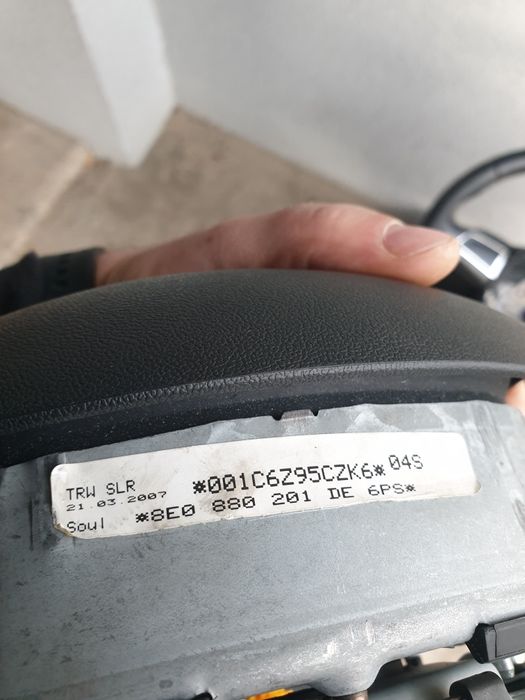 TRW SLR *001C6Z95CZK6* 04S
21.03.2007
Soul *8E0 880 201 DE 6PS*